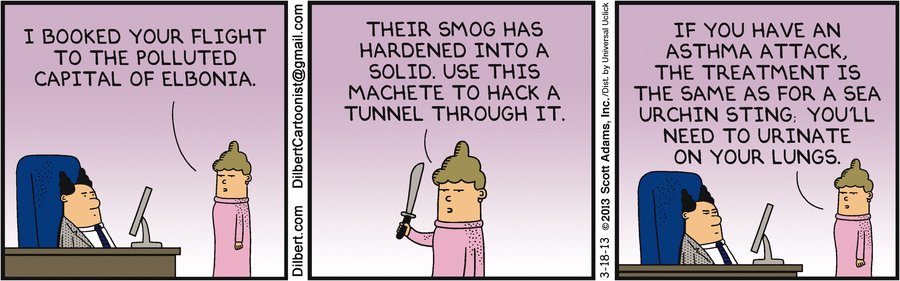 I BOOKED YOUR FLIGHT
TO THE POLLUTED
CAPITAL OF ELBONIA.
Dilbert.com DilbertCartoonist@gmail.com
THEIR SMOG HAS
HARDENED INTO A
SOLID. USE THIS
MACHETE TO HACK A
TUNNEL THROUGH IT.
3-18-13 ©2013 Scott Adams, Inc. /Dist. by Universal Uclick
IF YOU HAVE AN
ASTHMA ATTACK,
THE TREATMENT IS
THE SAME AS FOR A SEA
URCHIN STING; YOU'LL
NEED TO URINATE
ON YOUR LUNGS.